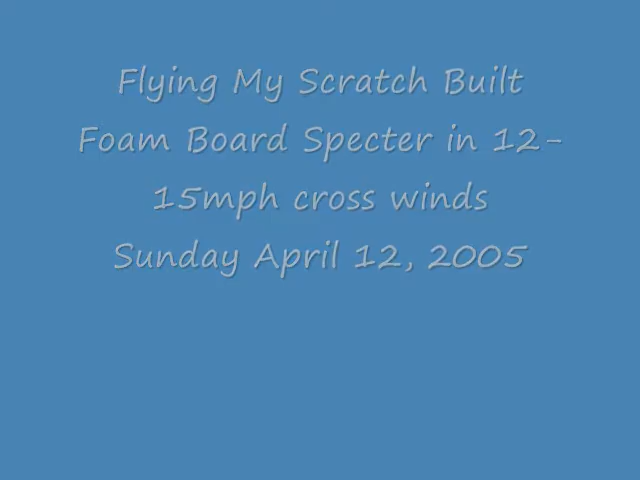 Flying My Scratch Built
Foam Board Specter in 12-
15mph cross winds
Sunday April 12, 2005